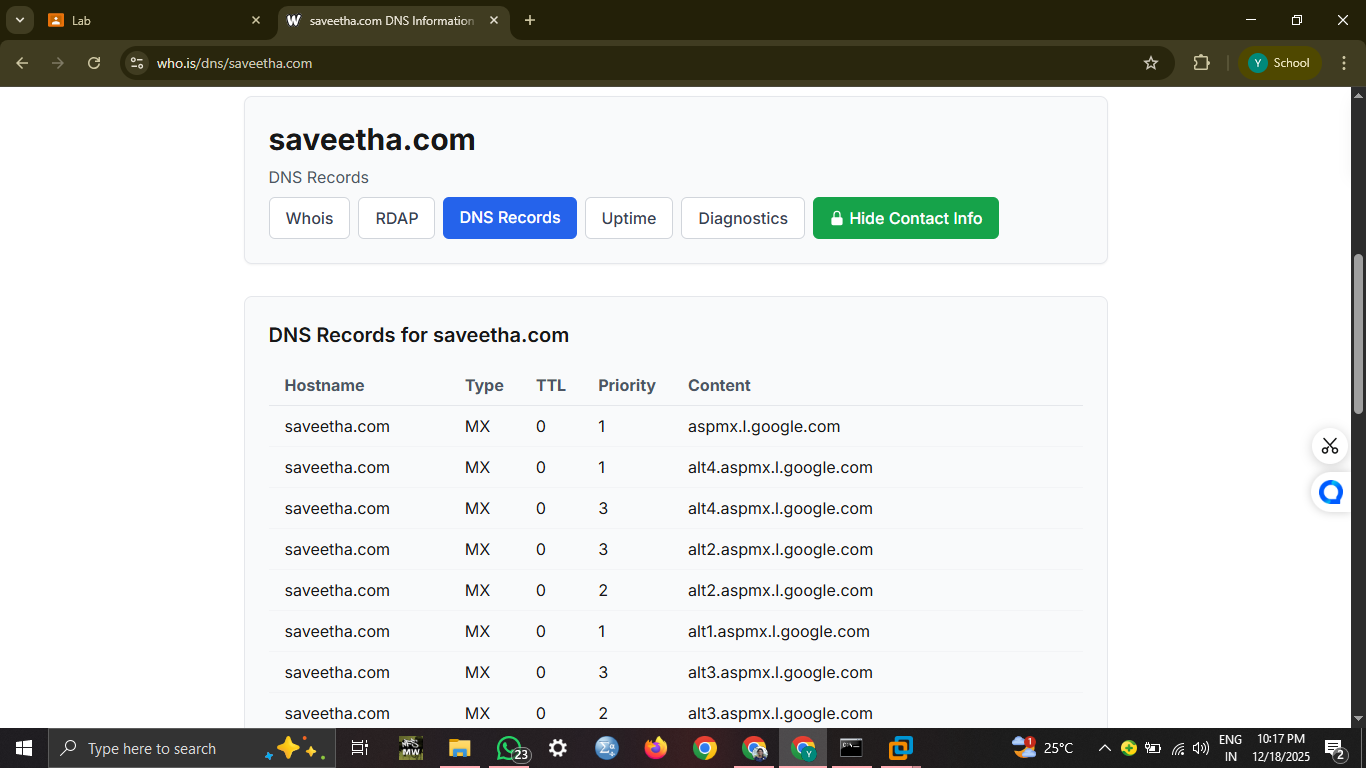 Lab
saveetha.com DNS Information
who.is/dns/saveetha.com
Y School
saveetha.com
DNS Records
Whois RDAP DNS Records Uptime Diagnostics Hide Contact Info
DNS Records for saveetha.com
Hostname Type TTL Priority Content
saveetha.com MX 0 1 aspmx.l.google.com
saveetha.com MX 0 1 alt4.aspmx.l.google.com
saveetha.com MX 0 3 alt4.aspmx.l.google.com
saveetha.com MX 0 3 alt2.aspmx.l.google.com
saveetha.com MX 0 2 alt2.aspmx.l.google.com
saveetha.com MX 0 1 alt1.aspmx.l.google.com
saveetha.com MX 0 3 alt3.aspmx.l.google.com
saveetha.com MX 0 2 alt3.aspmx.l.google.com
Type here to search
MW
23
Y
1
25°C
ENG
IN
10:17 PM
12/18/2025
2